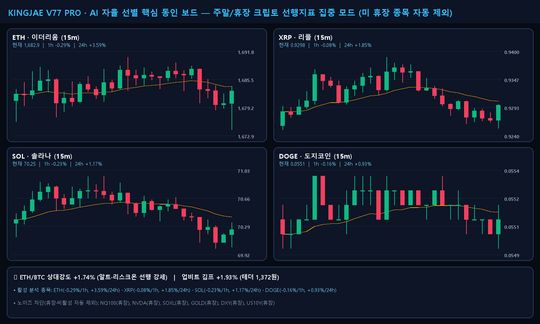 KINGJAE V77 PRO · AI 자율 선별 핵심 동인 보드 — 주말/휴장 크립토 선행지표 집중 모드 (미 휴장 종목 자동 제외)
ETH · 이더리움 (15m)
현재 1,682.9 | 1h -0.29% | 24h +3.59%
1,691.8
1,685.5
1,679.2
1,672.9
XRP · 리플 (15m)
현재 0.9298 | 1h -0.08% | 24h +1.85%
0.9400
0.9347
0.9293
0.9240
SOL · 솔라나 (15m)
현재 70.25 | 1h -0.23% | 24h +1.17%
71.03
70.66
70.29
69.92
DOGE · 도지코인 (15m)
현재 0.0551 | 1h -0.16% | 24h +0.93%
0.0554
0.0552
0.0551
0.0549
ETH/BTC 상대강도 +1.74% (알트·리스크온 선행 강세) | 업비트 김프 +1.93% (테더 1,372원)
• 활성 분석 종목: ETH(-0.29%/1h, +3.59%/24h) · XRP(-0.08%/1h, +1.85%/24h) · SOL(-0.23%/1h, +1.17%/24h) · DOGE(-0.16%/1h, +0.93%/24h)
• 노이즈 차단(휴장·비활성 자동 제외): NQ100(휴장), NVDA(휴장), SOXL(휴장), GOLD(휴장), DXY(휴장), US10Y(휴장)